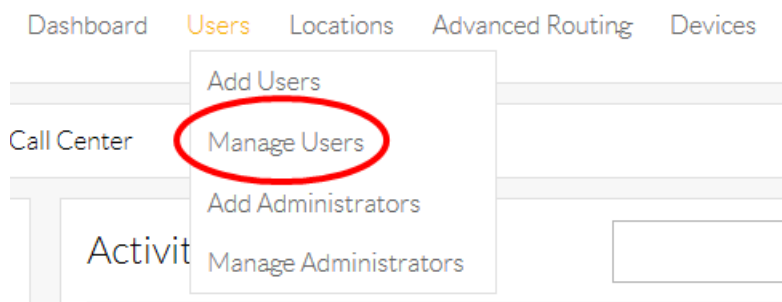 Dashboard Users Locations Advanced Routing Devices
Add Users
Call Center Manage Users
Add Administrators
Activit
Manage Administrators